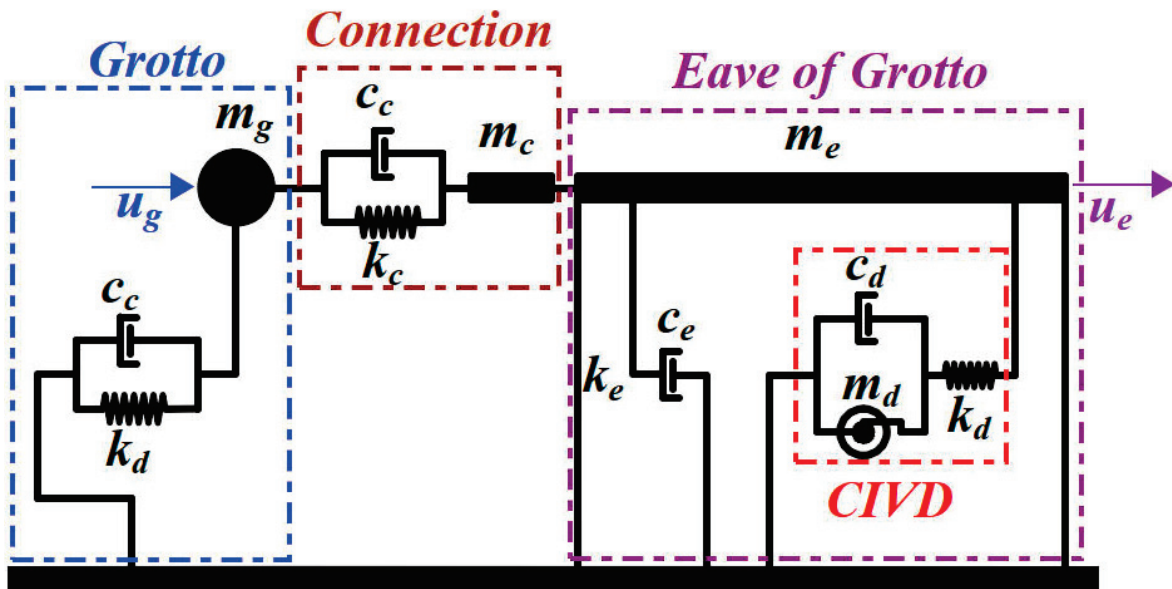 Grotto
m_g
u_g
c_c
k_d
Connection
c_c
m_c
k_c
Eave of Grotto
m_e
u_e
c_e
k_e
c_d
m_d
k_d
CIVD